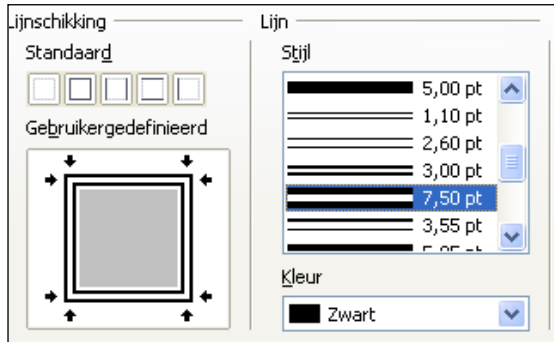 Lijnschikking
Lijn
Standaard
Stijl
5,00 pt
1,10 pt
2,60 pt
3,00 pt
7,50 pt
3,55 pt
Gebruikergedefinieerd
Kleur
Zwart